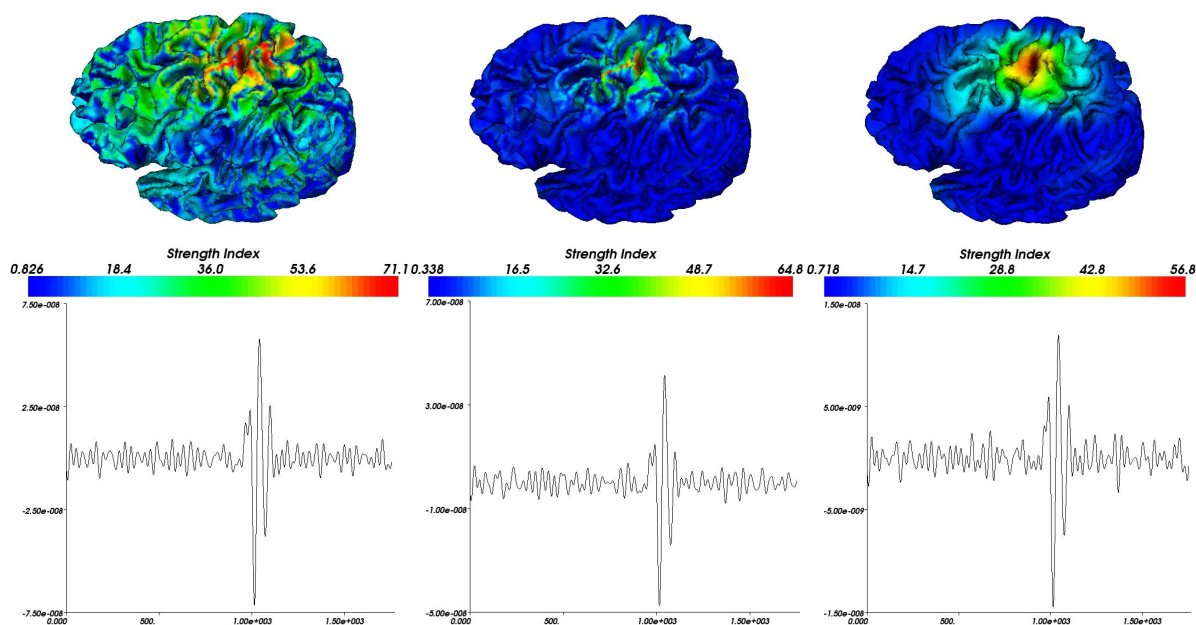 Strength Index
0.826 18.4 36.0 53.6 71.1
7.50e-008
2.50e-008
-2.50e-008
-7.50e-008
0.000 500. 1.00e+003 1.50e+003
Strength Index
0.338 16.5 32.6 48.7 64.8
7.00e-008
3.00e-008
-1.00e-008
-5.00e-008
0.000 500. 1.00e+003 1.50e+003
Strength Index
0.718 14.7 28.8 42.8 56.8
1.50e-008
5.00e-009
-5.00e-009
-1.50e-008
0.000 500. 1.00e+003 1.50e+003